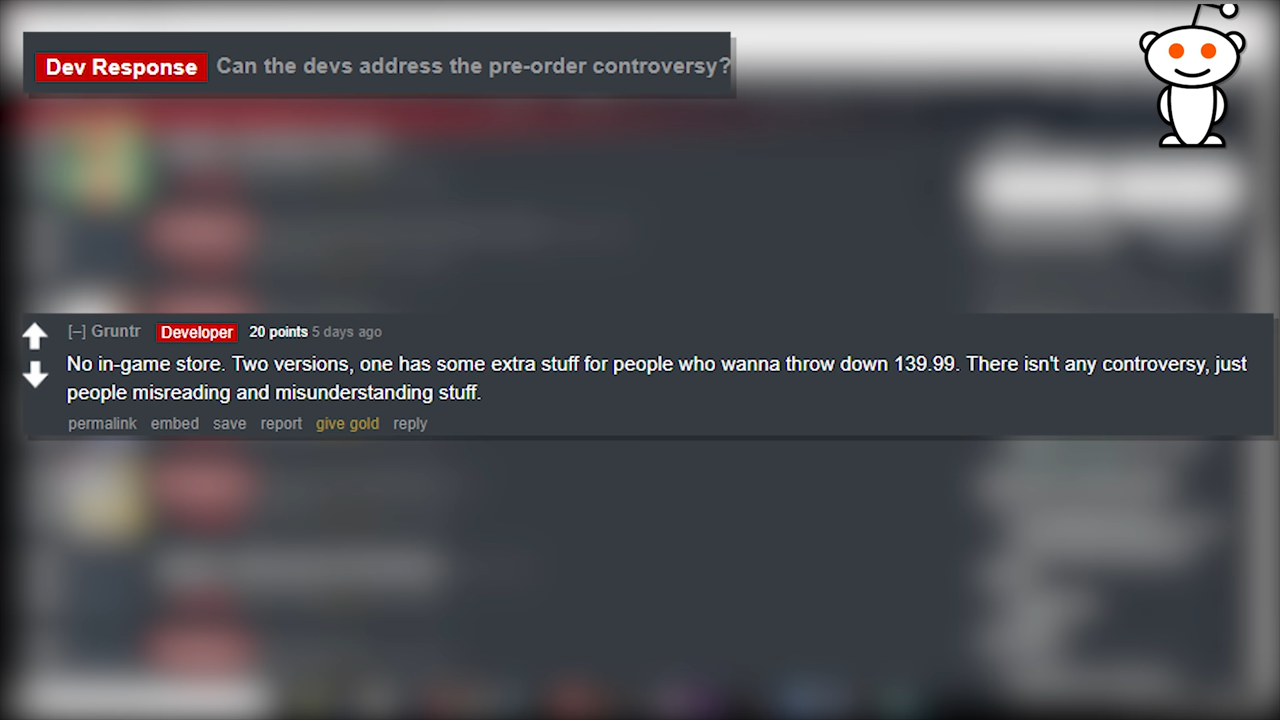 Dev Response Can the devs address the pre-order controversy?
[–] Gruntr Developer 20 points 5 days ago
No in-game store. Two versions, one has some extra stuff for people who wanna throw down 139.99. There isn't any controversy, just
people misreading and misunderstanding stuff.
permalink embed save report give gold reply